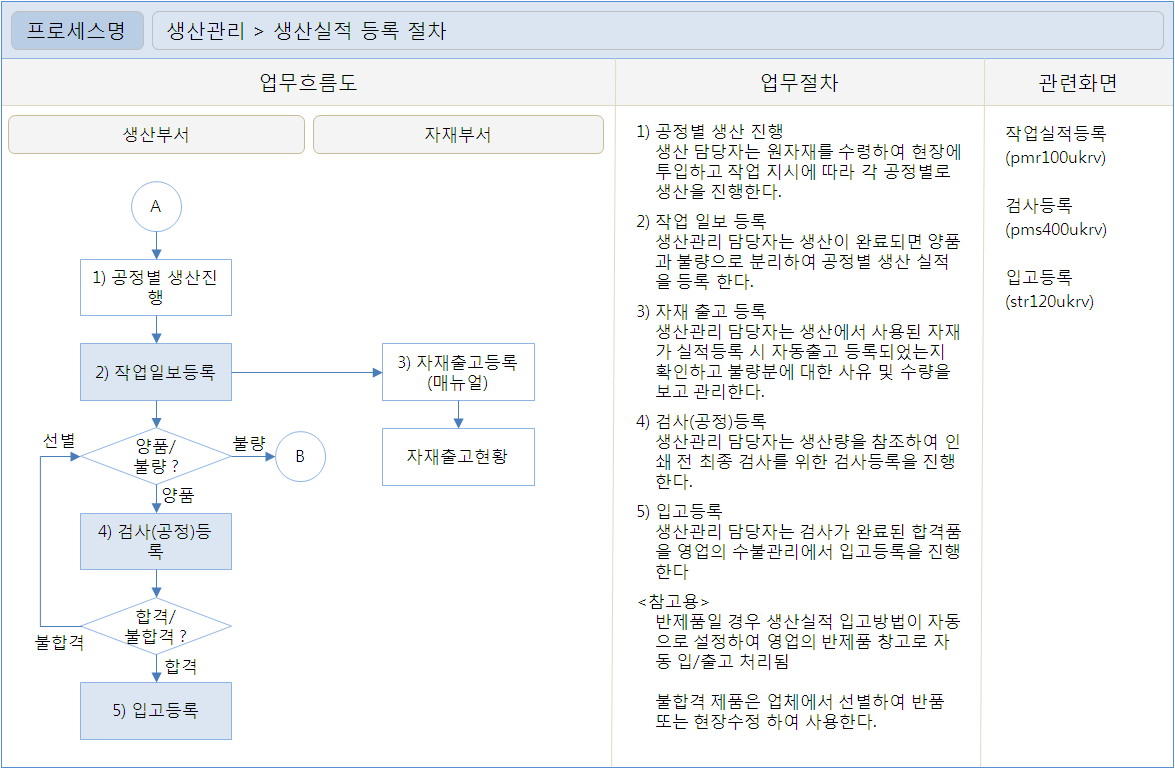 프로세스명
생산관리 > 생산실적 등록 절차
업무흐름도
업무절차
관련화면
생산부서
자재부서
A
1) 공정별 생산진
행
2) 작업일보등록
3) 자재출고등록
(매뉴얼)
선별
양품/
불량 ?
불량
B
자재출고현황
양품
4) 검사(공정)등
록
합격/
불합격 ?
불합격
합격
5) 입고등록
1) 공정별 생산 진행
생산 담당자는 원자재를 수령하여 현장에
투입하고 작업 지시에 따라 각 공정별로
생산을 진행한다.
2) 작업 일보 등록
생산관리 담당자는 생산이 완료되면 양품
과 불량으로 분리하여 공정별 생산 실적
을 등록 한다.
3) 자재 출고 등록
생산관리 담당자는 생산에서 사용된 자재
가 실적등록 시 자동출고 등록되었는지
확인하고 불량분에 대한 사유 및 수량을
보고 관리한다.
4) 검사(공정)등록
생산관리 담당자는 생산량을 참조하여 인
쇄 전 최종 검사를 위한 검사등록을 진행
한다.
5) 입고등록
생산관리 담당자는 검사가 완료된 합격품
을 영업의 수불관리에서 입고등록을 진행
한다
<참고용>
반제품일 경우 생산실적 입고방법이 자동
으로 설정하여 영업의 반제품 창고로 자
동 입/출고 처리됨
불합격 제품은 업체에서 선별하여 반품
또는 현장수정 하여 사용한다.
작업실적등록
(pmr100ukrv)
검사등록
(pms400ukrv)
입고등록
(str120ukrv)